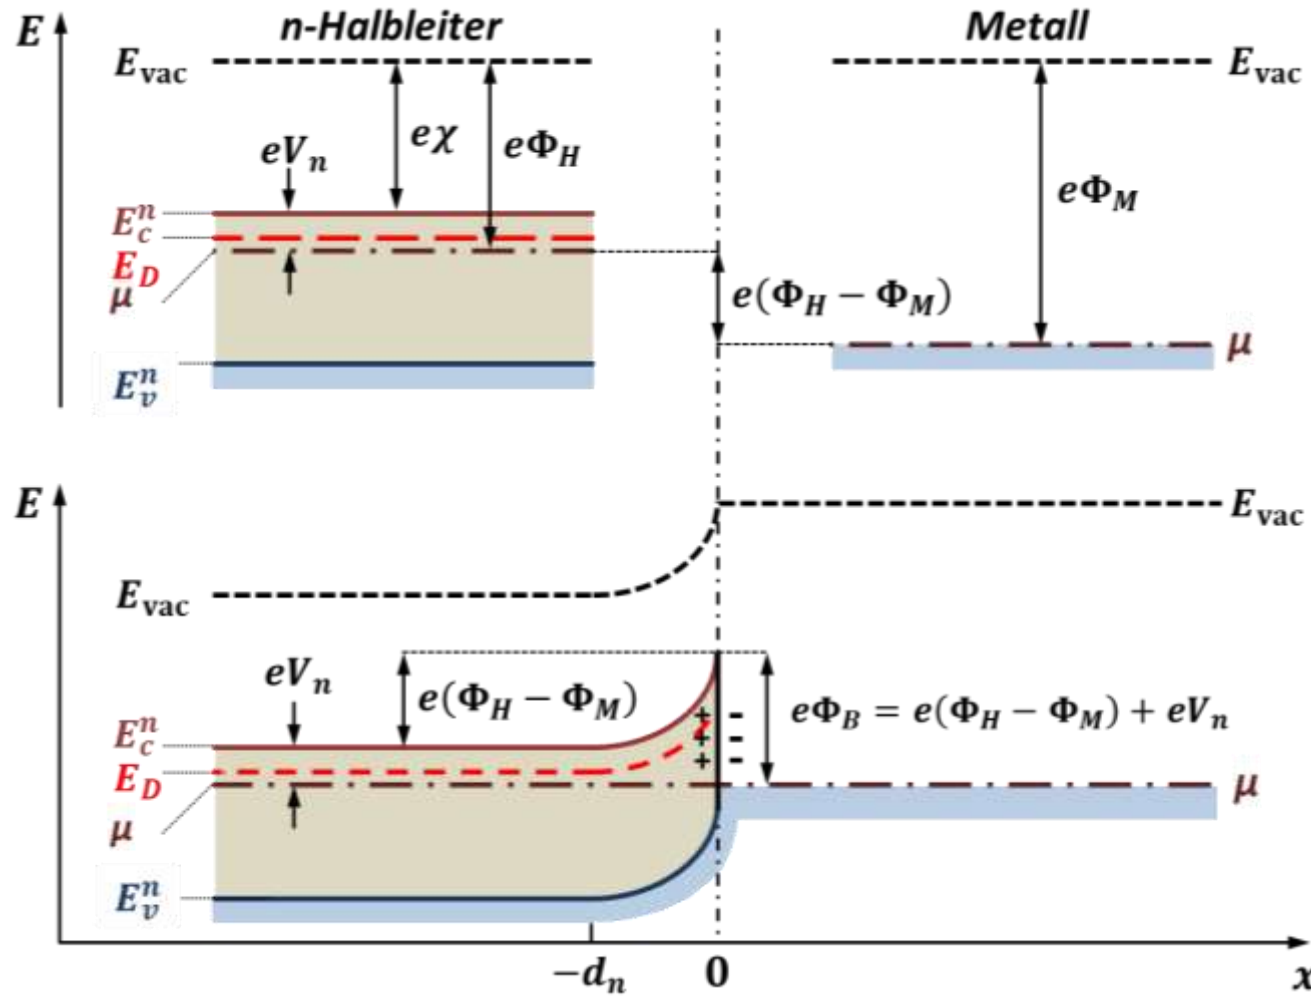 E
n-Halbleiter
Metall
E_vac
E_vac
eχ
eΦ_H
eV_n
eΦ_M
E_c^n
E_D
μ
e(Φ_H − Φ_M)
μ
E_v^n
E
E_vac
E_vac
eV_n
e(Φ_H − Φ_M)
eΦ_B = e(Φ_H − Φ_M) + eV_n
+ -
+ -
+ -
E_c^n
E_D
μ
μ
E_v^n
−d_n
0
x